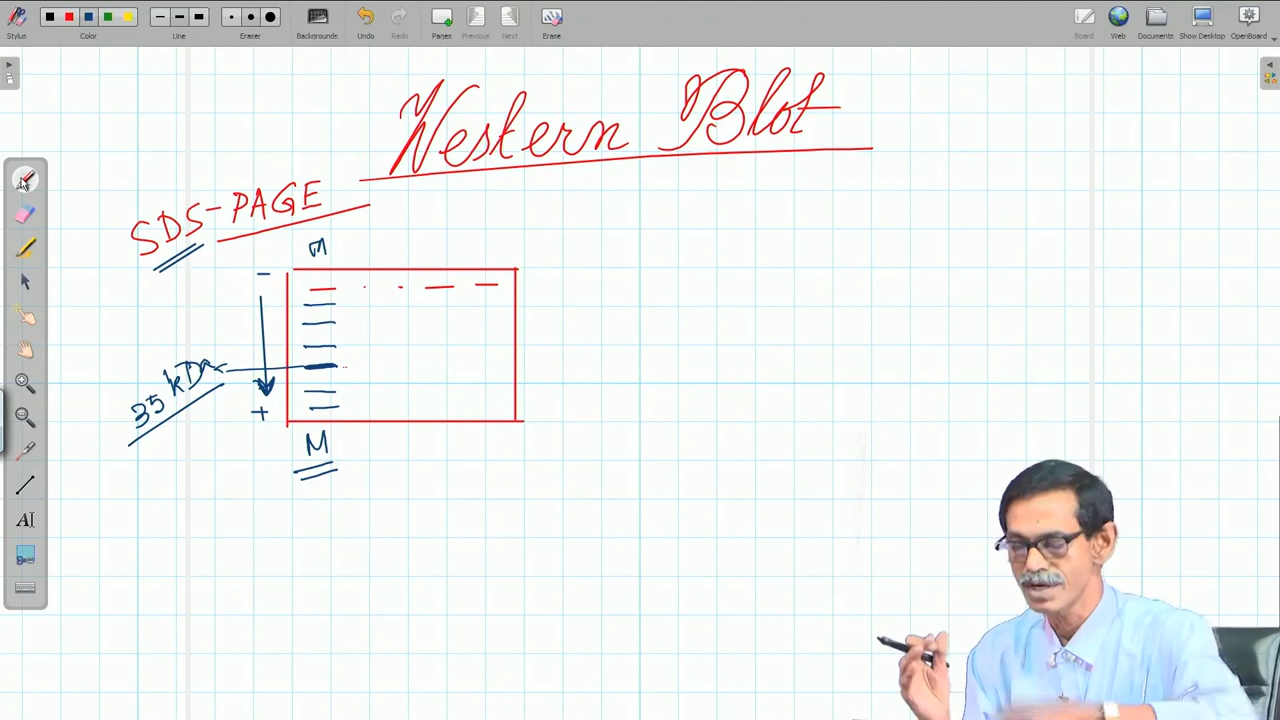 Stylus
Color
Line
Eraser
Backgrounds
Undo
Redo
Pages
Previous
Next
Erase
Board
Web
Documents
Show Desktop
OpenBoard
Western Blot
SDS-PAGE
M
-
35 kDa
+
M
AI